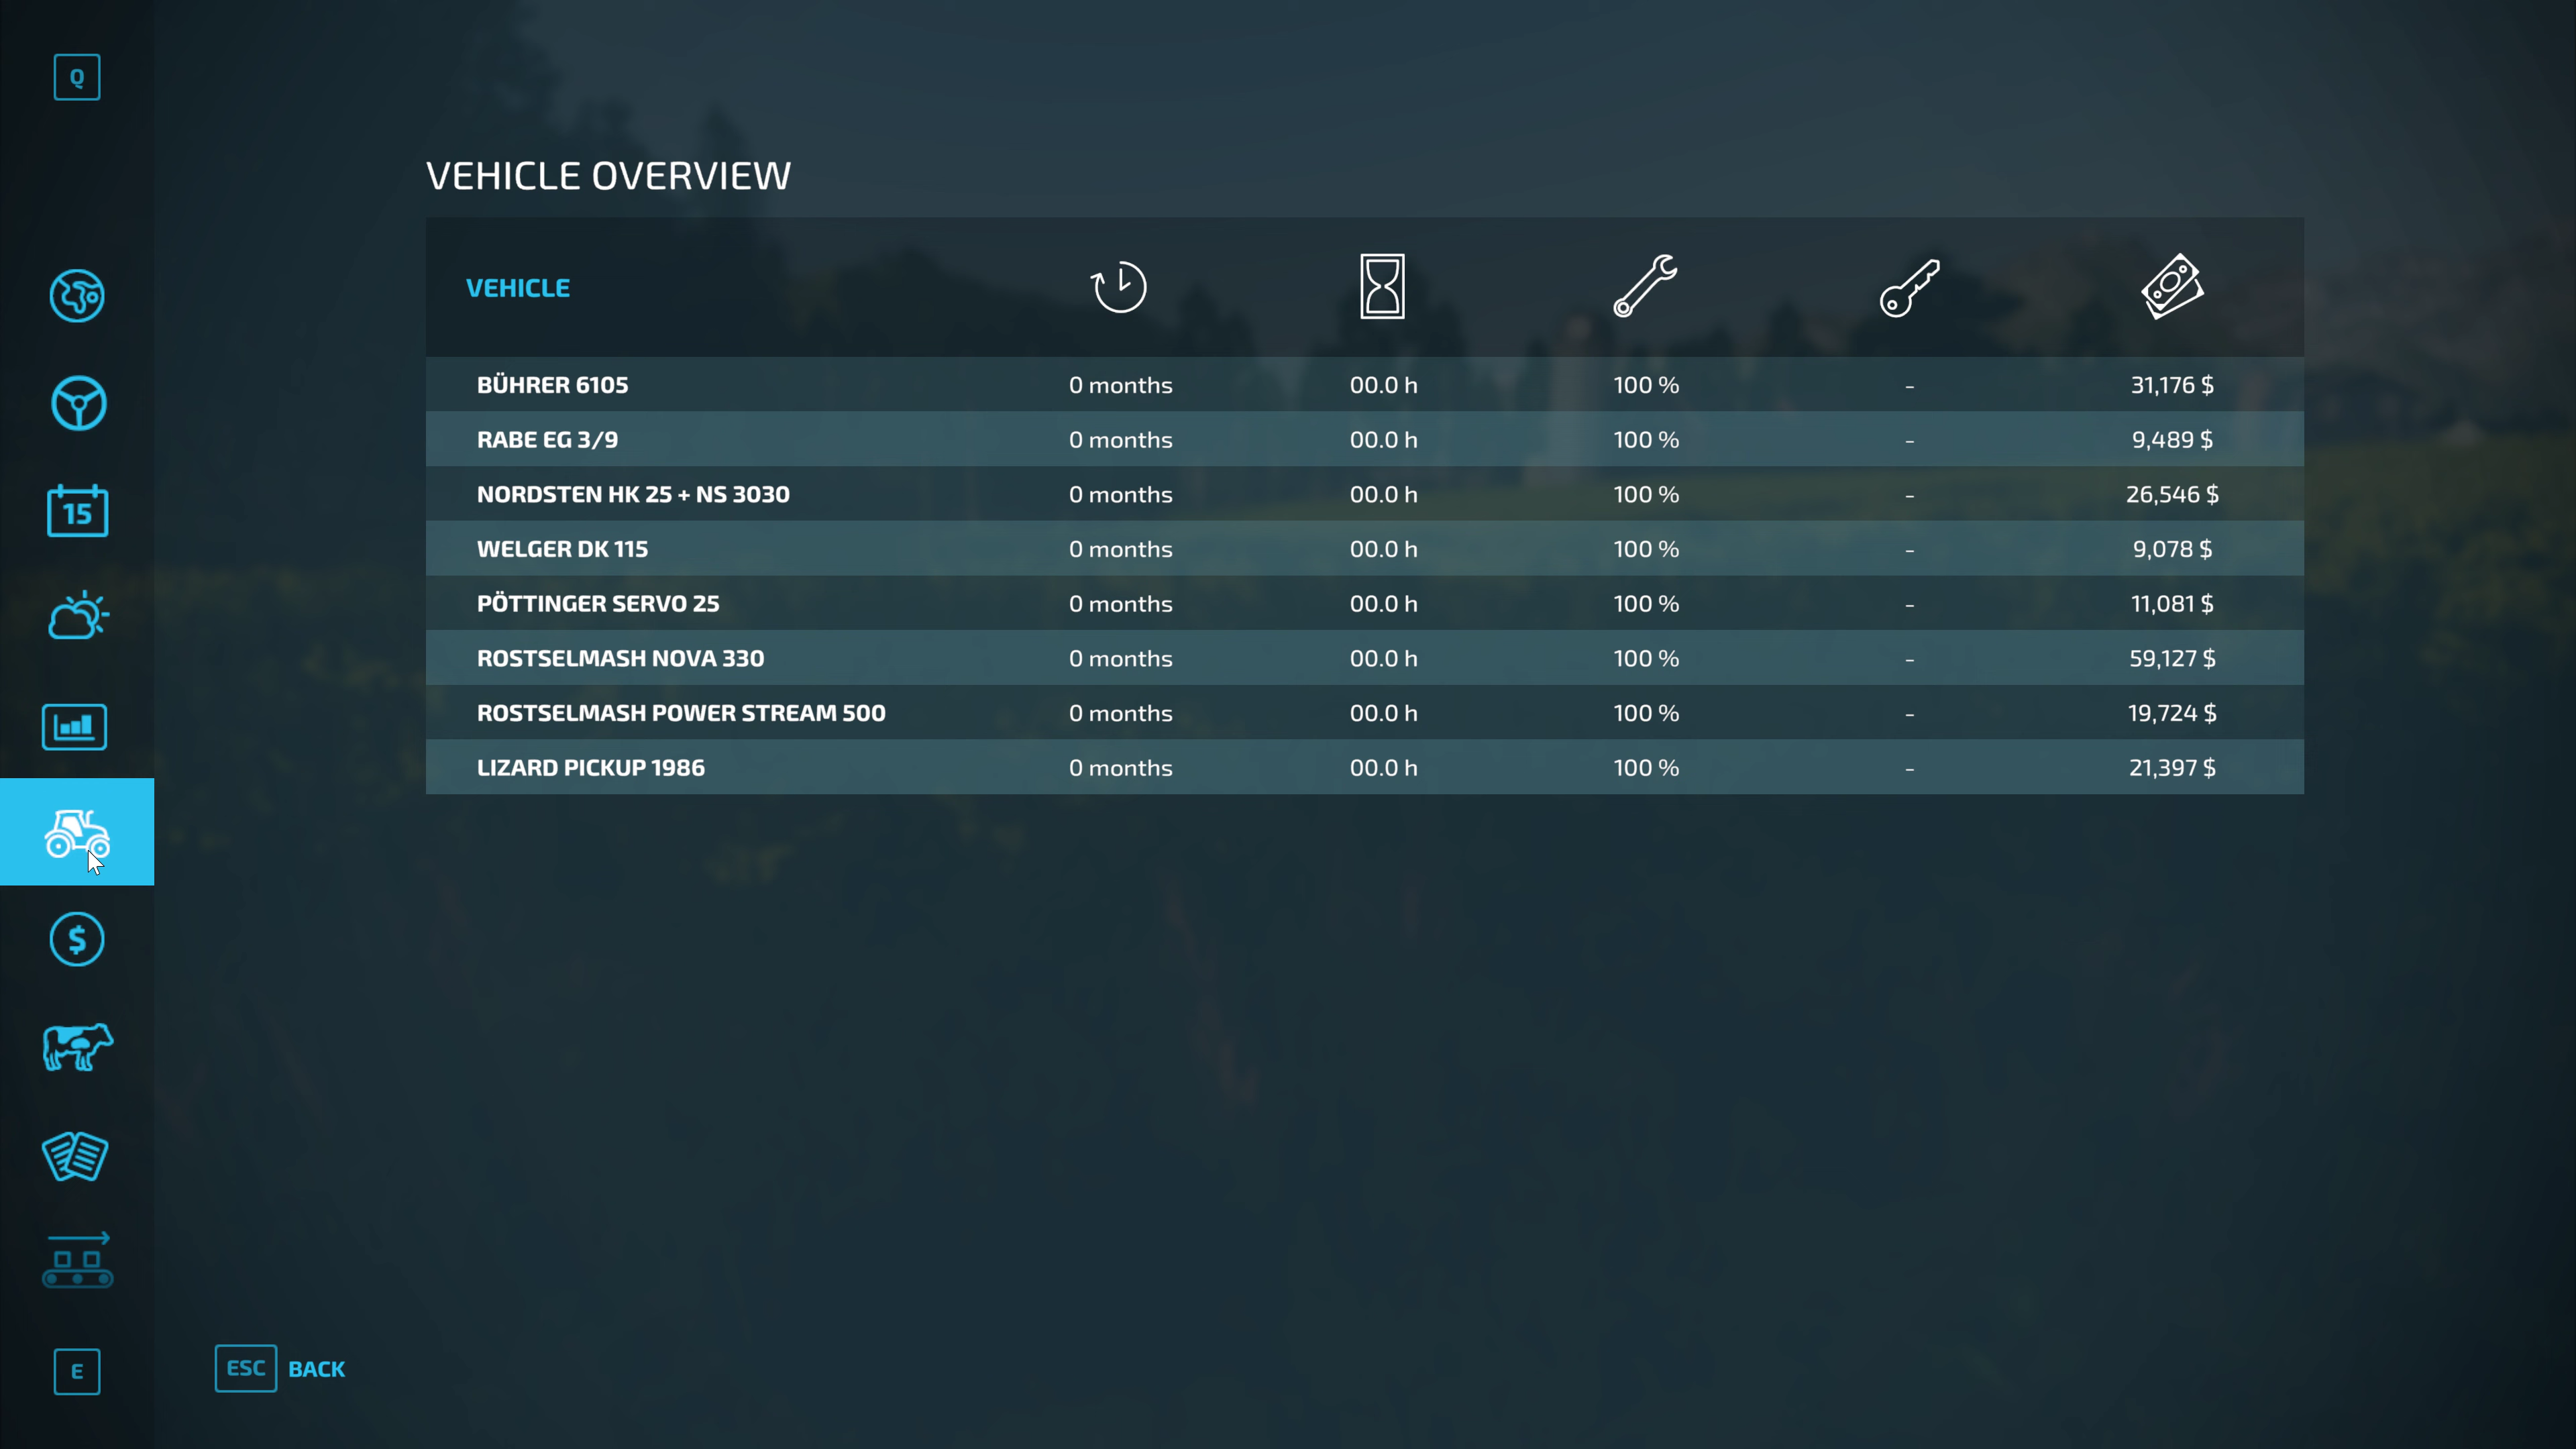 Q
VEHICLE OVERVIEW
VEHICLE
BÜHRER 6105 0 months 00.0 h 100 % - 31,176 $
RABE EG 3/9 0 months 00.0 h 100 % - 9,489 $
NORDSTEN HK 25 + NS 3030 0 months 00.0 h 100 % - 26,546 $
WELGER DK 115 0 months 00.0 h 100 % - 9,078 $
PÖTTINGER SERVO 25 0 months 00.0 h 100 % - 11,081 $
ROSTSELMASH NOVA 330 0 months 00.0 h 100 % - 59,127 $
ROSTSELMASH POWER STREAM 500 0 months 00.0 h 100 % - 19,724 $
LIZARD PICKUP 1986 0 months 00.0 h 100 % - 21,397 $
15
$
E
ESC BACK